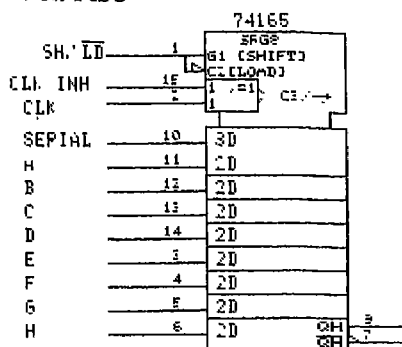 74165
SRG8
SH/LD 1 G1 [SHIFT]
C2[LOAD]
CLK INH 15 1 ≥1
CLK 2 1 C3/→
SERIAL 10 3D
H 11 2D
B 12 2D
C 13 2D
D 14 2D
E 3 2D
F 4 2D
G 5 2D
H 6 2D QH
QH 7